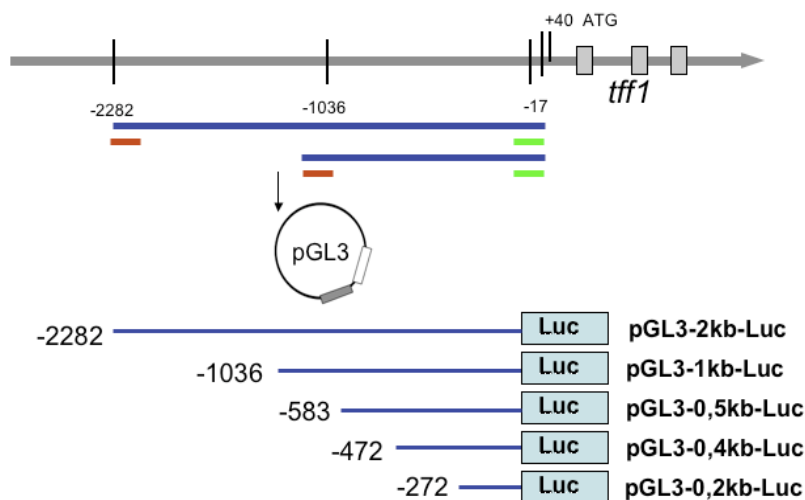 +40 ATG
tff1
-2282
-1036
-17
pGL3
-2282 Luc pGL3-2kb-Luc
-1036 Luc pGL3-1kb-Luc
-583 Luc pGL3-0,5kb-Luc
-472 Luc pGL3-0,4kb-Luc
-272 Luc pGL3-0,2kb-Luc